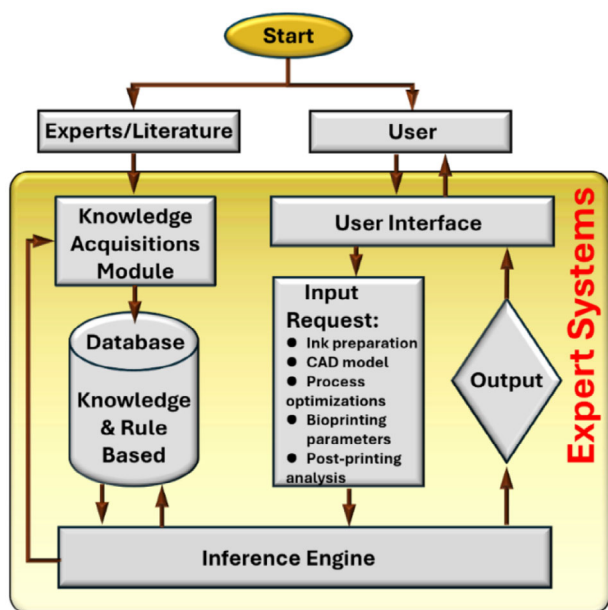 Start
Experts/Literature
User
Knowledge
Acquisitions
Module
User Interface
Database
Knowledge
& Rule
Based
Input
Request:
● Ink preparation
● CAD model
● Process
optimizations
● Bioprinting
parameters
● Post-printing
analysis
Output
Inference Engine
Expert Systems